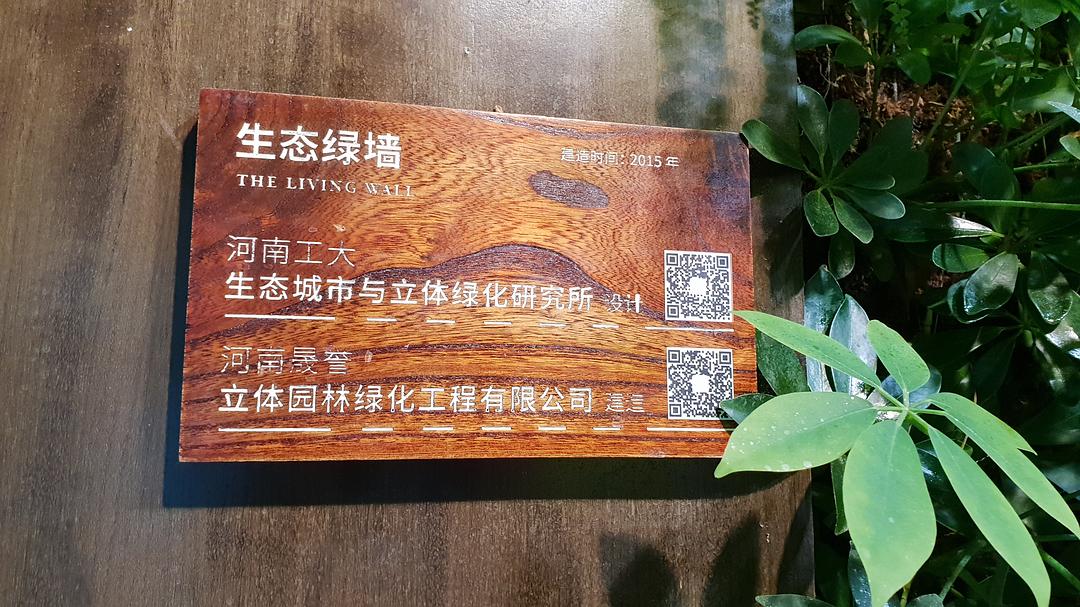 生态绿墙
建造时间：2015 年
THE LIVING WALL
河南工大
生态城市与立体绿化研究所 设计
河南晟誉
立体园林绿化工程有限公司 建造